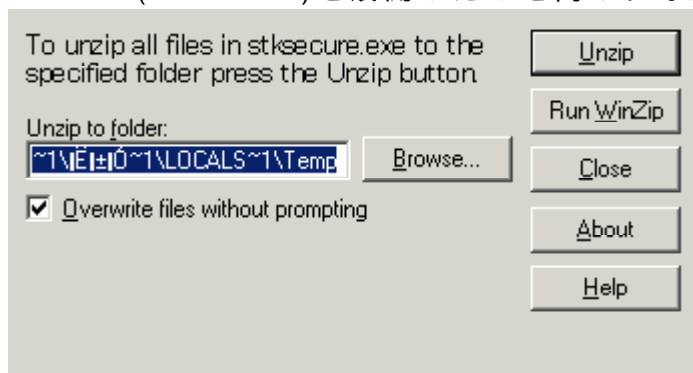 To unzip all files in stksecure.exe to the
specified folder press the Unzip button
Unzip to folder:
~1\LOCALS~1\Temp
Browse...
Overwrite files without prompting
Unzip
Run WinZip
Close
About
Help